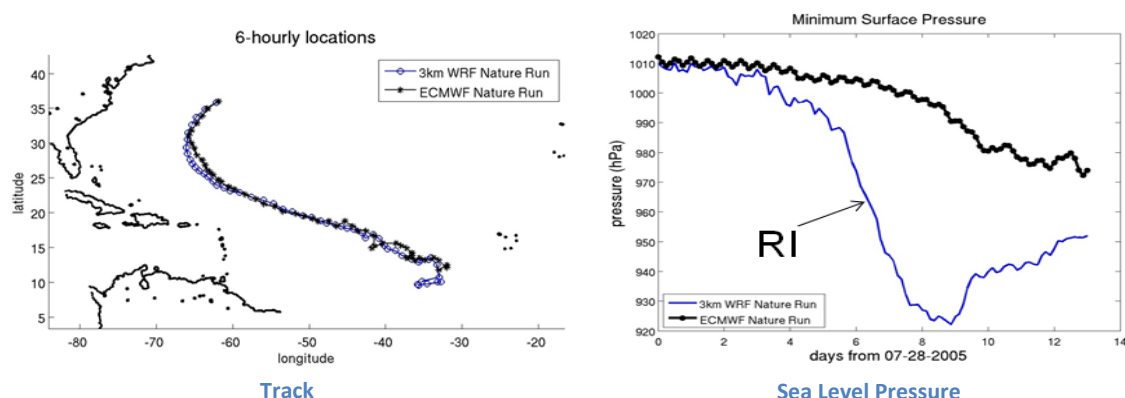 6-hourly locations
40
35
30
25
20
15
10
5
3km WRF Nature Run
ECMWF Nature Run
latitude
-80
-70
-60
-50
-40
-30
-20
longitude
Track
Minimum Surface Pressure
1020
1010
1000
990
980
970
960
950
940
930
920
pressure (hPa)
RI
3km WRF Nature Run
ECMWF Nature Run
0
2
4
6
8
10
12
14
days from 07-28-2005
Sea Level Pressure